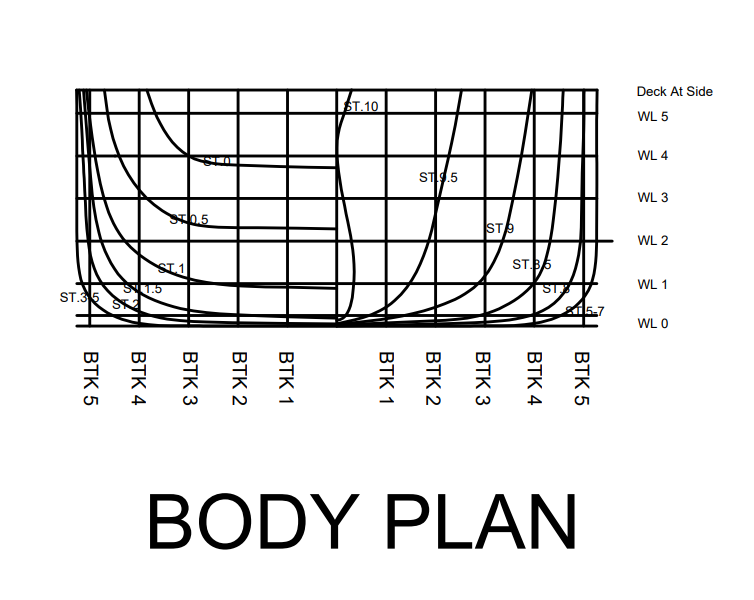 Deck At Side
ST.10
WL 5
ST.0
WL 4
ST.9.5
WL 3
ST.0.5
ST.9
WL 2
ST.1
ST.8.5
ST.1.5
ST.8
WL 1
ST.3.5
ST.2
ST.5-7
WL 0
BTK 5
BTK 4
BTK 3
BTK 2
BTK 1
BTK 1
BTK 2
BTK 3
BTK 4
BTK 5
BODY PLAN